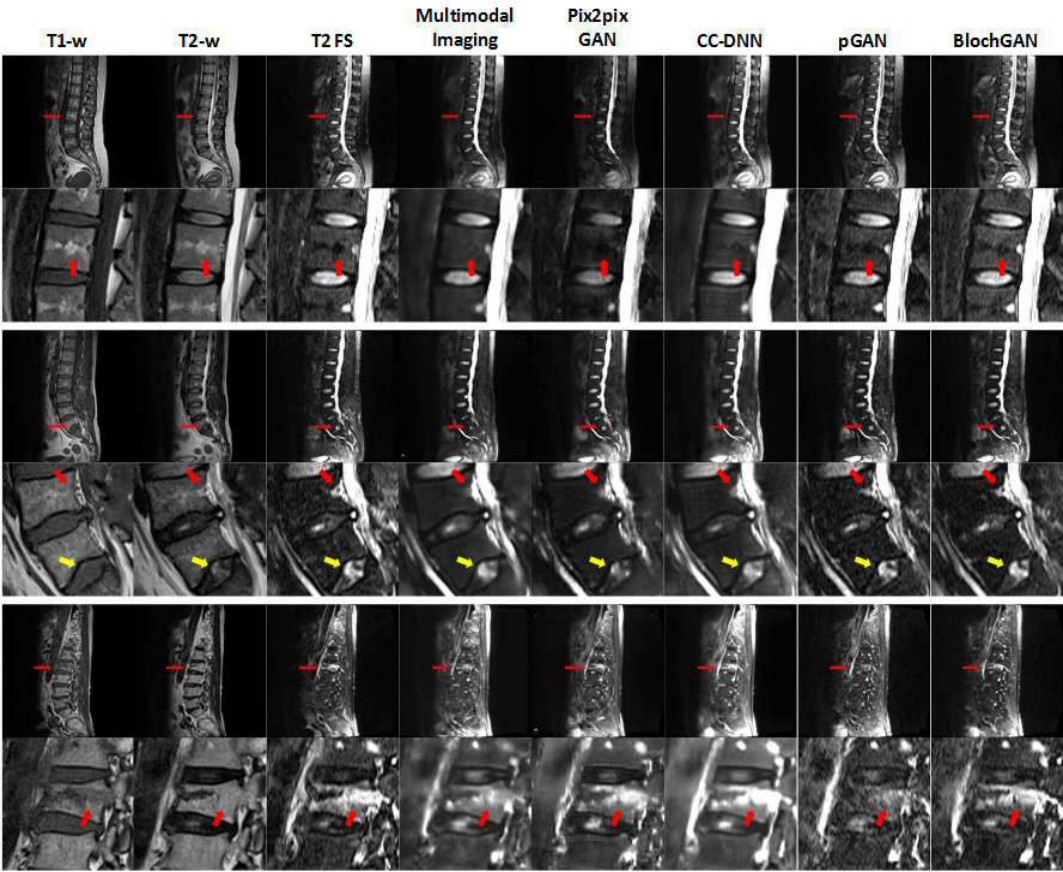 T1-w
T2-w
T2 FS
Multimodal
Imaging
Pix2pix
GAN
CC-DNN
pGAN
BlochGAN